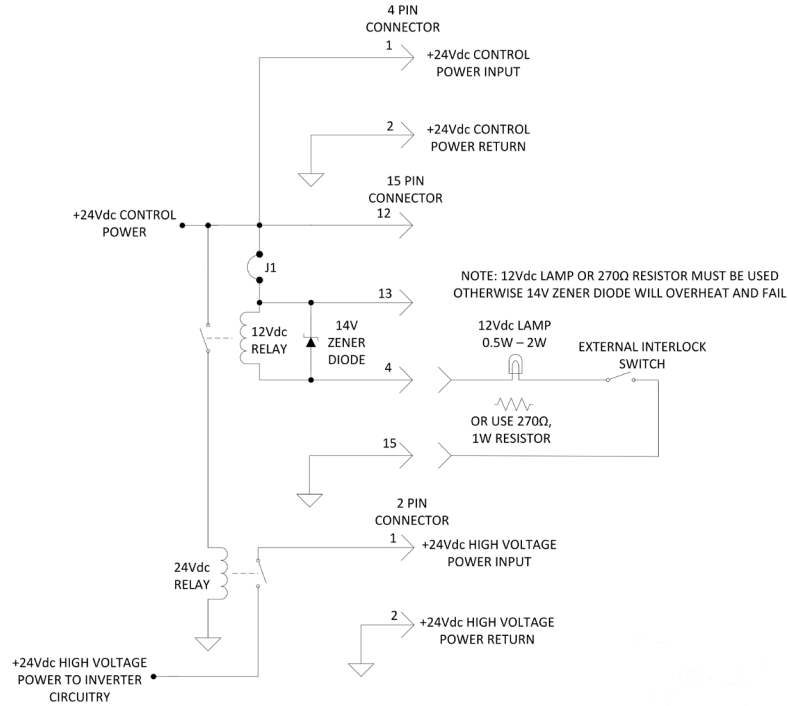 4 PIN
CONNECTOR
1
+24Vdc CONTROL
POWER INPUT
2
+24Vdc CONTROL
POWER RETURN
15 PIN
CONNECTOR
12
+24Vdc CONTROL
POWER
J1
13
NOTE: 12Vdc LAMP OR 270Ω RESISTOR MUST BE USED
OTHERWISE 14V ZENER DIODE WILL OVERHEAT AND FAIL
12Vdc
RELAY
14V
ZENER
DIODE
12Vdc LAMP
0.5W – 2W
EXTERNAL INTERLOCK
SWITCH
4
OR USE 270Ω,
1W RESISTOR
15
2 PIN
CONNECTOR
1
+24Vdc HIGH VOLTAGE
POWER INPUT
24Vdc
RELAY
2
+24Vdc HIGH VOLTAGE
POWER RETURN
+24Vdc HIGH VOLTAGE
POWER TO INVERTER
CIRCUITRY